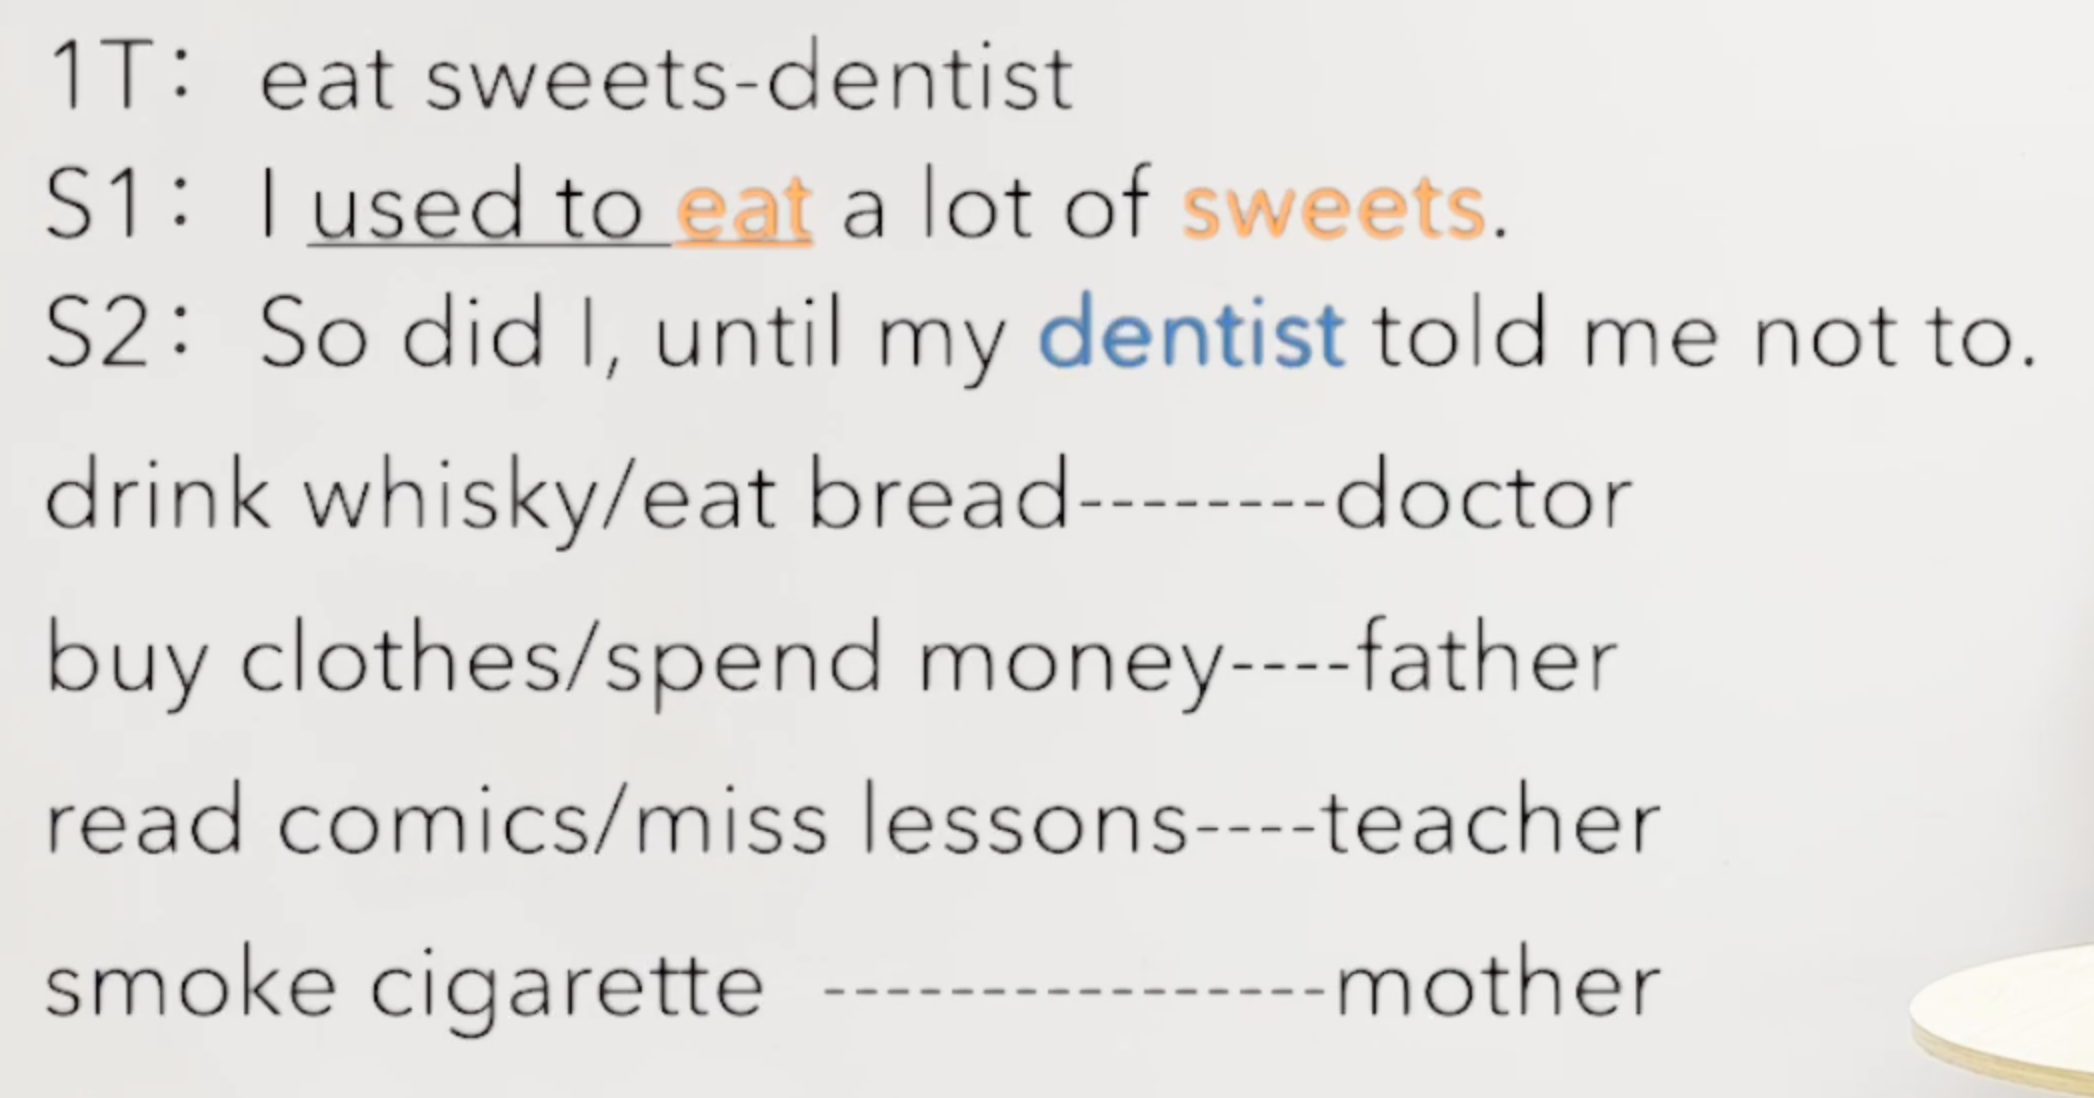 1T: eat sweets-dentist
S1: I used to eat a lot of sweets.
S2: So did I, until my dentist told me not to.
drink whisky/eat bread--------doctor
buy clothes/spend money----father
read comics/miss lessons----teacher
smoke cigarette ----------------mother